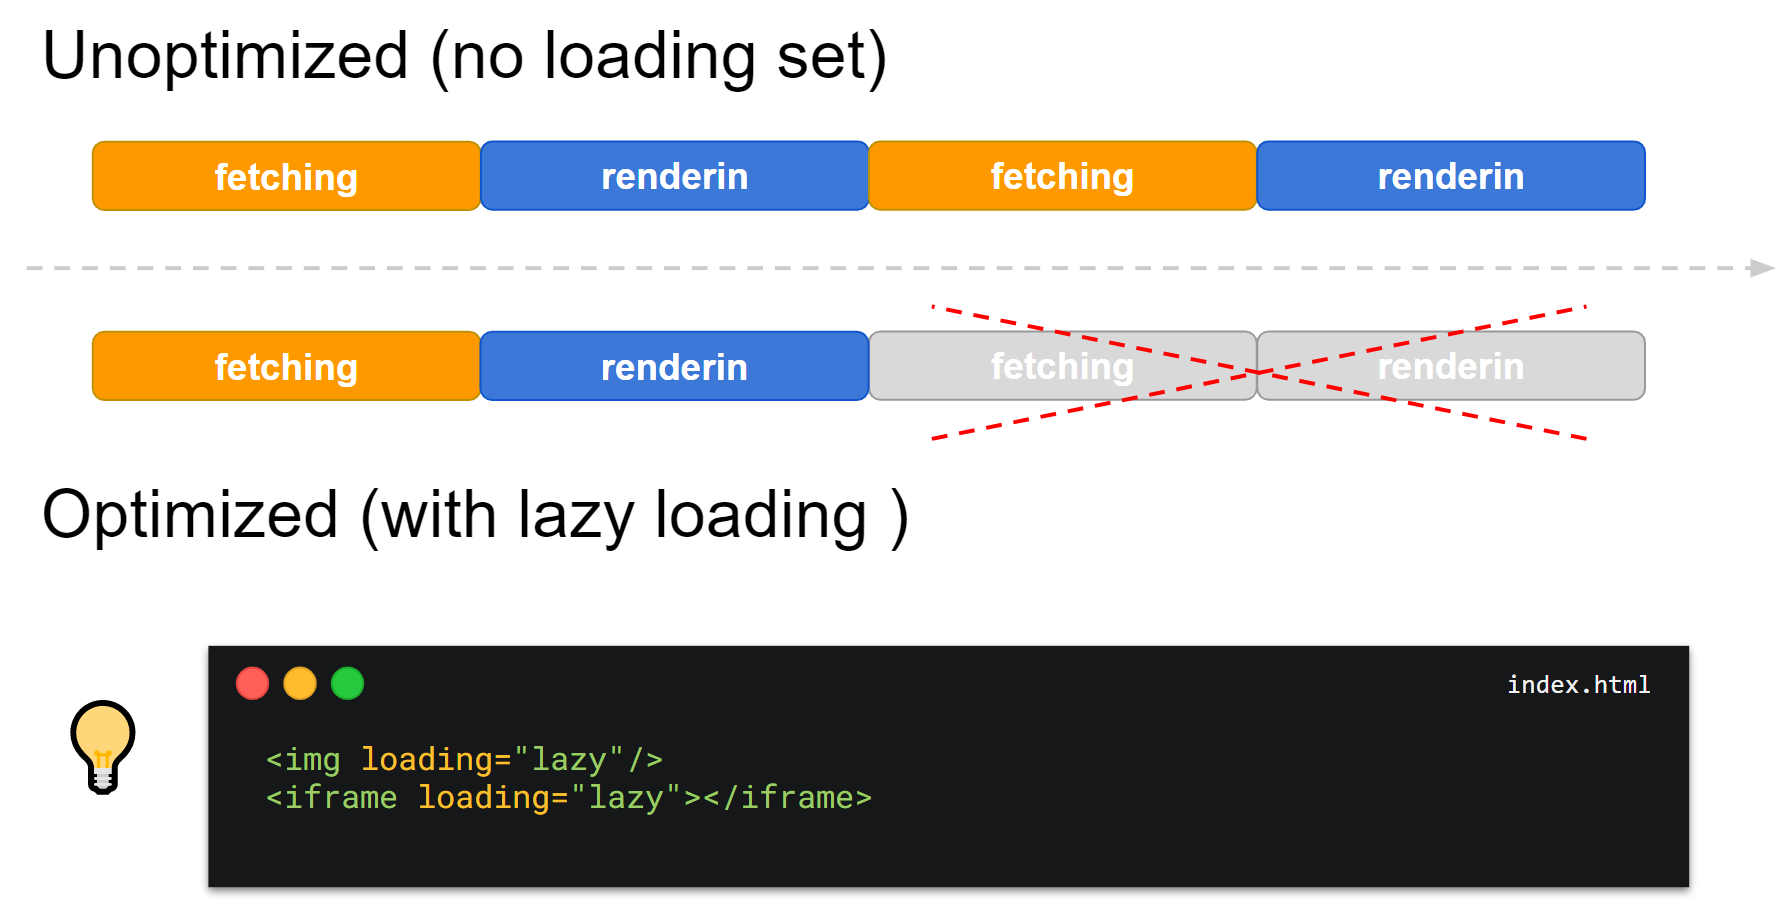 Unoptimized (no loading set)
fetching renderin fetching renderin
fetching renderin fetching renderin
Optimized (with lazy loading )
index.html
<img loading="lazy"/>
<iframe loading="lazy"></iframe>